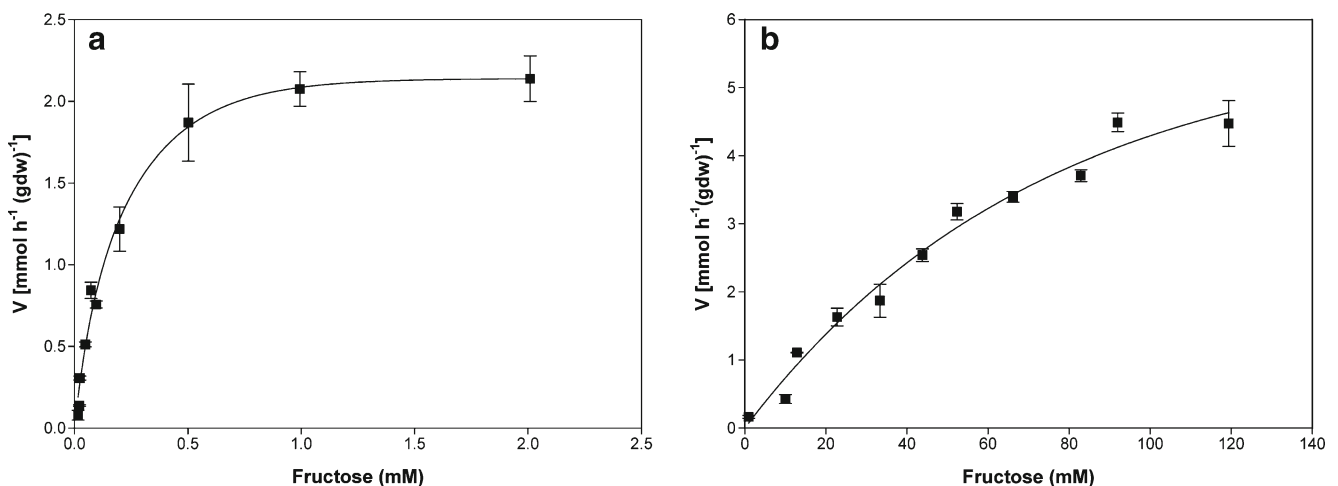 a
2.5
2.0
1.5
1.0
0.5
0.0
0.0 0.5 1.0 1.5 2.0 2.5
V [mmol h⁻¹ (gdw)⁻¹]
Fructose (mM)
b
6
5
4
3
2
1
0
0 20 40 60 80 100 120 140
V [mmol h⁻¹(gdw)⁻¹]
Fructose (mM)